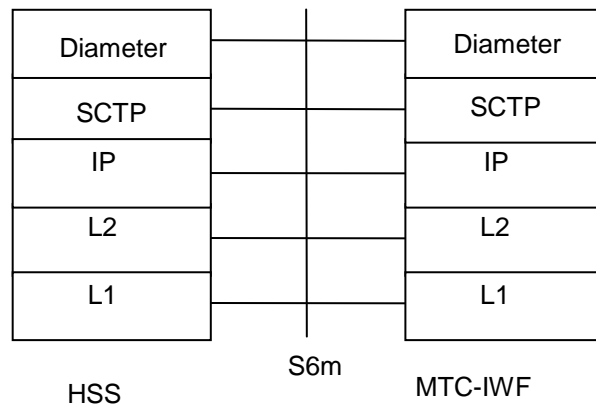 Diameter
SCTP
IP
L2
L1
HSS
S6m
Diameter
SCTP
IP
L2
L1
MTC-IWF